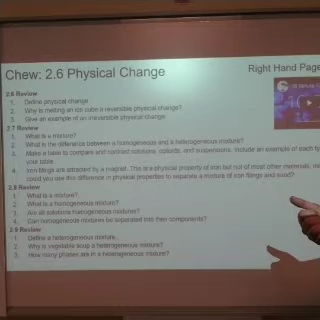 Chew: 2.6 Physical Change
Right Hand Page
2.6 Review
1. Define physical change
2. Why is melting an ice cube a reversible physical change?
3. Give an example of an irreversible physical change
2.7 Review
1. What is a mixture?
2. What is the difference between a homogeneous and a heterogeneous mixture?
3. Make a table to compare and contrast solutions, colloids, and suspensions. Include an example of each ty
your table.
4. Iron filings are attracted by a magnet. This is a physical property of iron but not of most other materials,
could you use this difference in physical properties to separate a mixture of iron filings and sand?
2.8 Review
1. What is a mixture?
2. What is a homogeneous mixture?
3. Are all solutions homogeneous mixtures?
4. Can homogeneous mixtures be separated into their components?
2.9 Review
1. Define a heterogeneous mixture.
2. Why is vegetable soup a heterogeneous mixture?
3. How many phases are in a heterogeneous mixture?